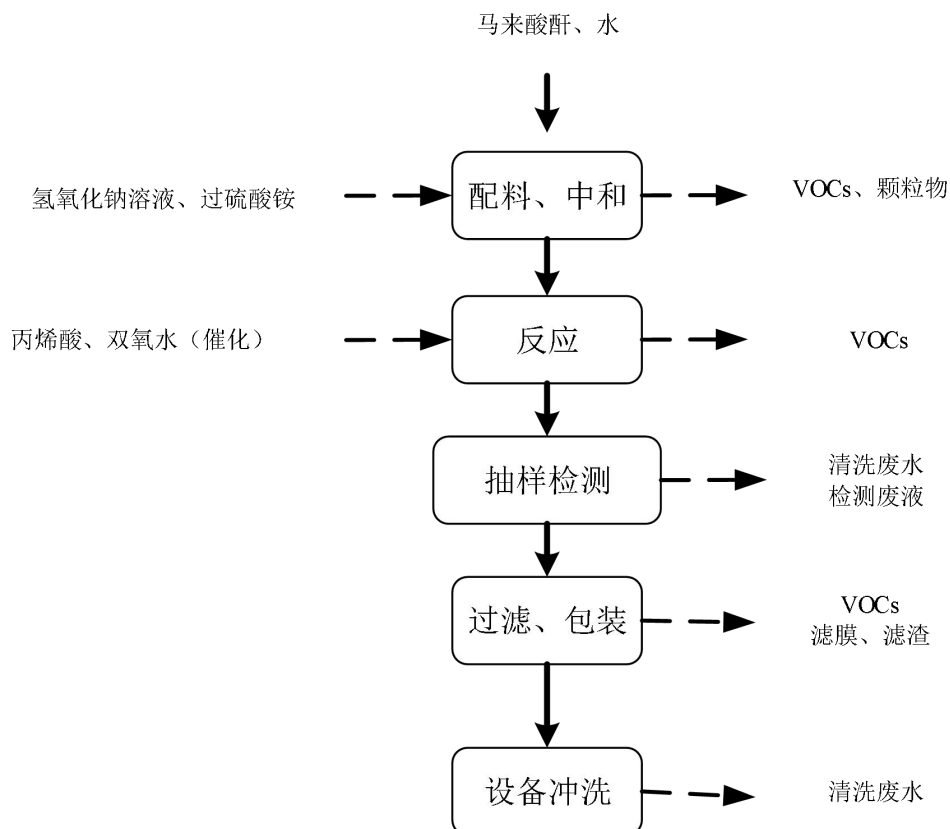 马来酸酐、水
氢氧化钠溶液、过硫酸铵
配料、中和
VOCs、颗粒物
丙烯酸、双氧水（催化）
反应
VOCs
抽样检测
清洗废水
检测废液
过滤、包装
VOCs
滤膜、滤渣
设备冲洗
清洗废水